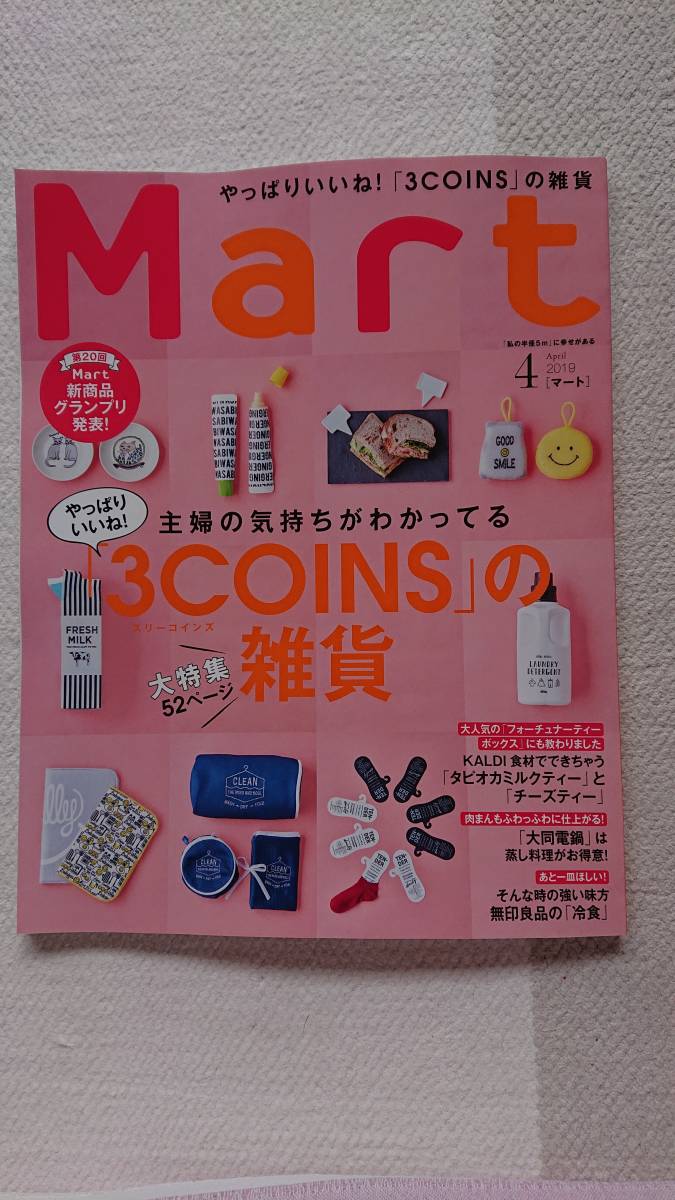 やっぱりいいね!「3COINS」の雑貨
Mart
「私の半径5m」に幸せがある
4 April
2019
[マート]
第20回
Mart
新商品
グランプリ
発表!
GOOD
SMILE
やっぱり
いいね!
主婦の気持ちがわかってる
「3COINS」の
スリーコインズ
雑貨
大特集
52ページ
FRESH
MILK
LAUNDRY
DETERGENT
大人気の「フォーチュナーティー
ボックス」にも教わりました
KALDI食材でできちゃう
「タピオカミルクティー」と
「チーズティー」
肉まんもふわっふわに仕上がる!
「大同電鍋」は
蒸し料理がお得意!
あと一皿ほしい!
そんな時の強い味方
無印良品の「冷食」
CLEAN
WASH • DRY • FOLD
CLEAN
CLEAN